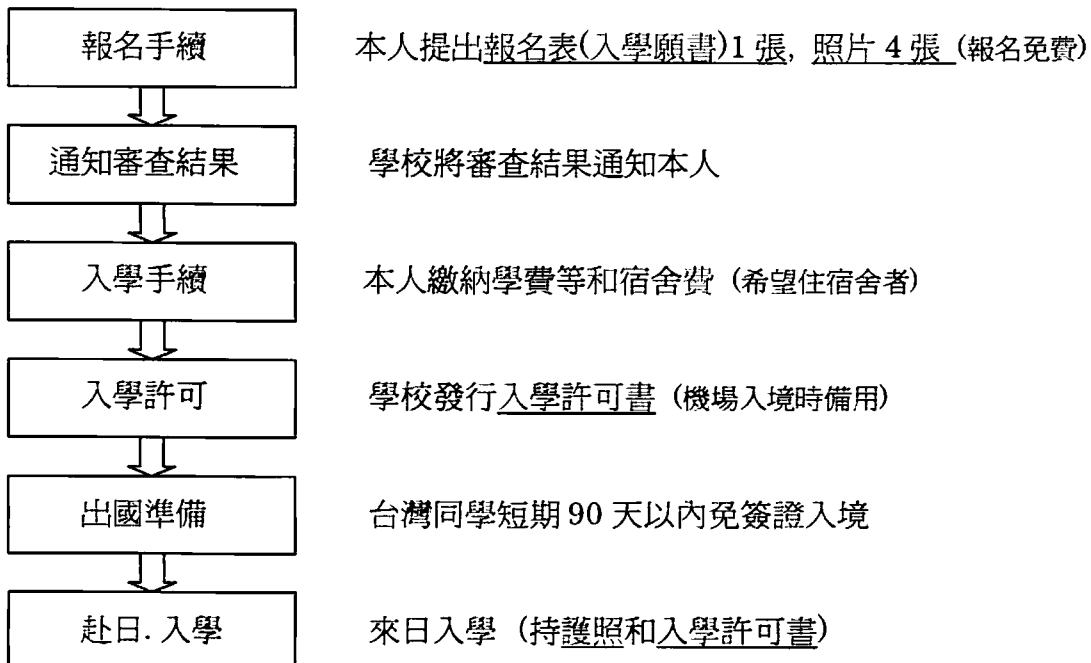 報名手續 本人提出報名表(入學願書)1 張, 照片 4 張 (報名免費)
通知審查結果 學校將審查結果通知本人
入學手續 本人繳納學費等和宿舍費 (希望住宿舍者)
入學許可 學校發行入學許可書 (機場入境時備用)
出國準備 台灣同學短期 90 天以內免簽證入境
赴日. 入學 來日入學 (持護照和入學許可書)